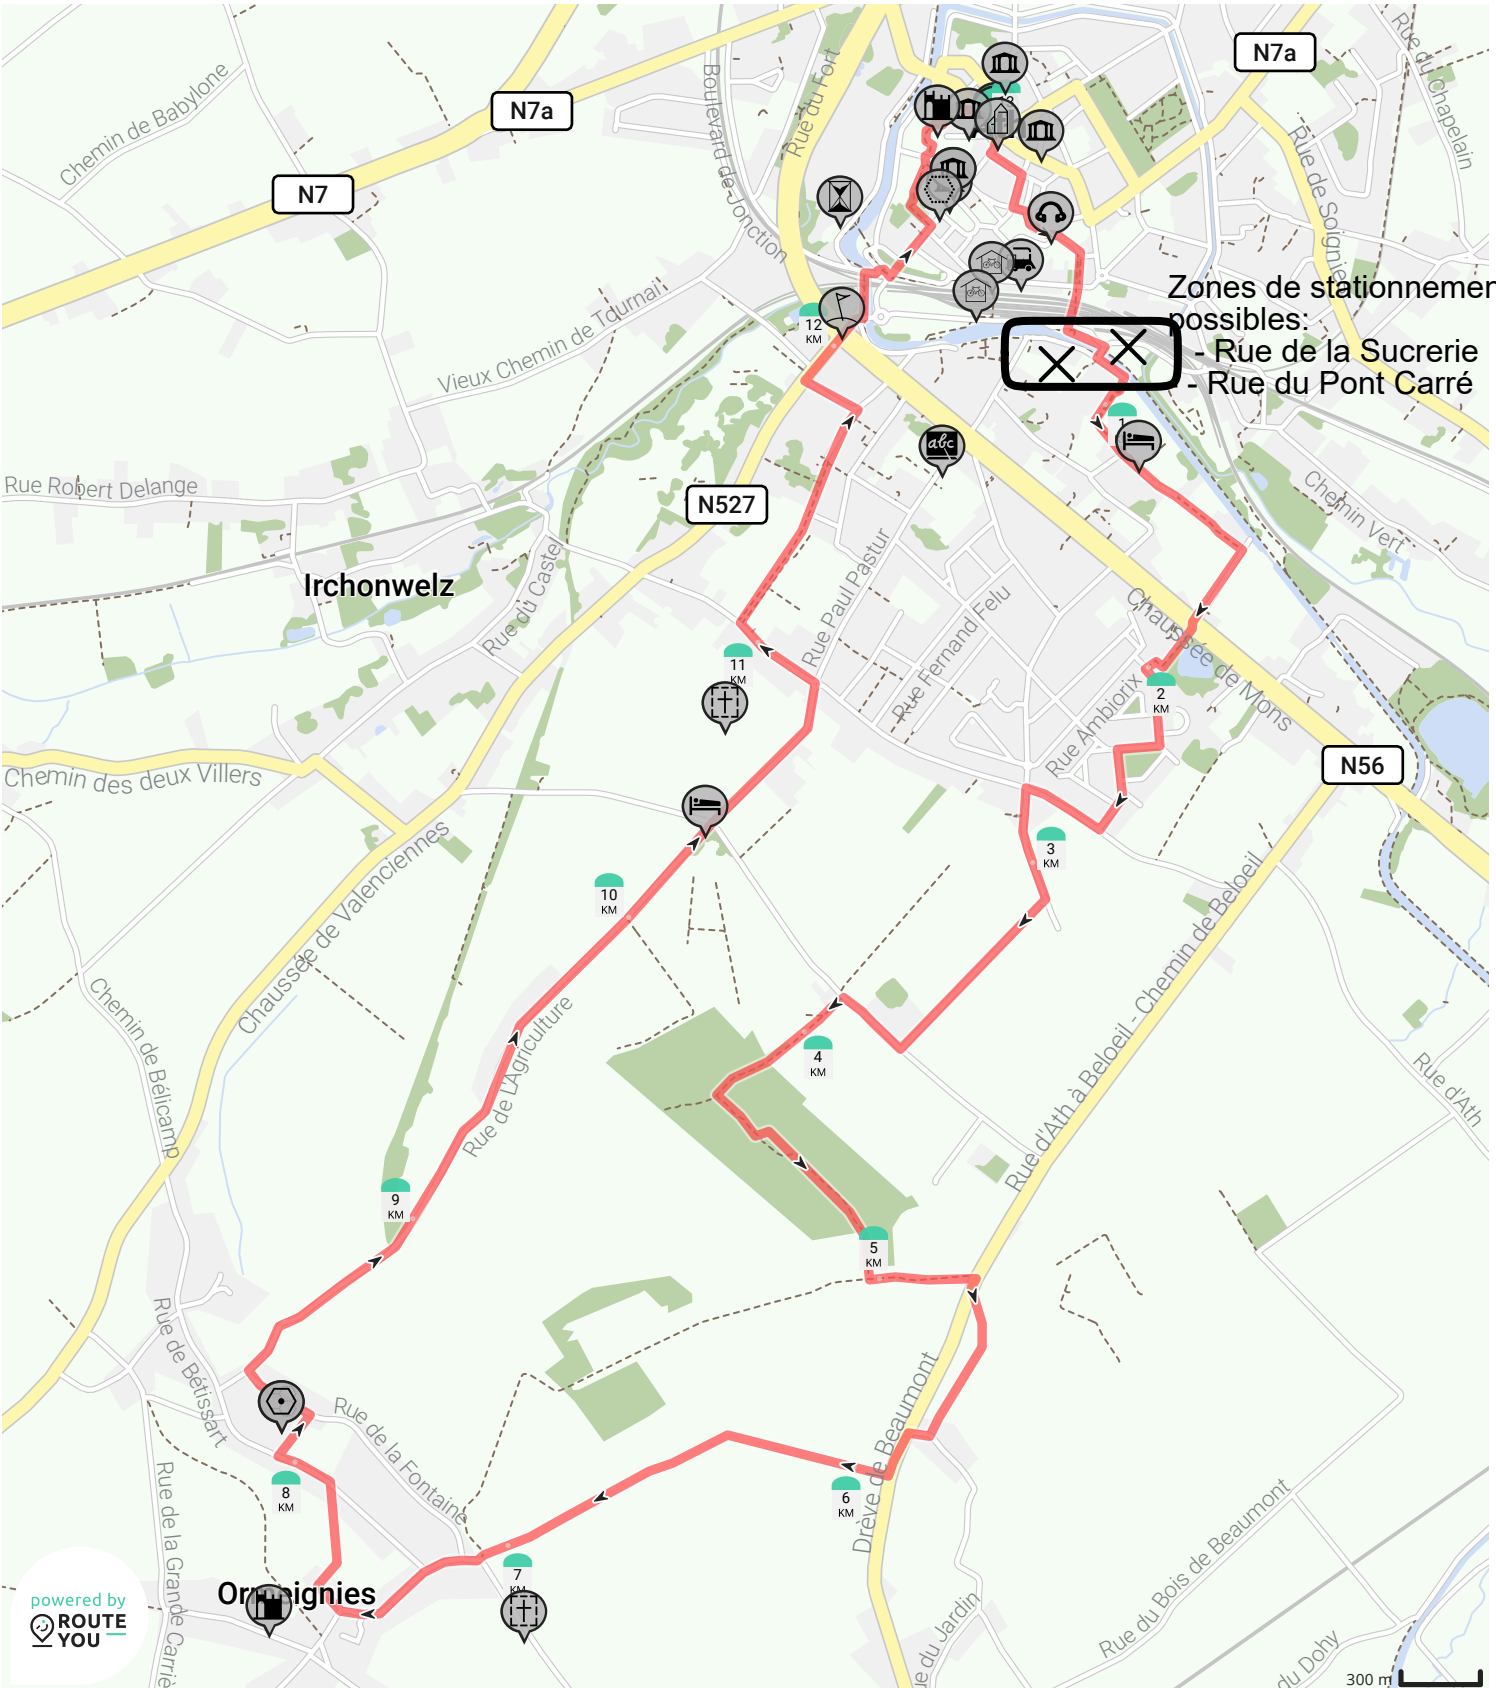 N7a
N7a
N7
Chemin de Babylone
Boulevard de Jonction
Rue du Fort
Rue du Chapelain
Rue de Soignies
Zones de stationnemen
possibles:
- Rue de la Sucrerie
- Rue du Pont Carré
Vieux Chemin de Tournai
12
KM
1
abc
Rue Robert Delange
N527
Chemin Vert
Irchonwelz
Rue du Castel
Rue Paul Pastur
Rue Fernand Felu
Chaussée de Mons
11
KM
2
KM
Rue Ambiorix
N56
Chemin des deux Villers
Chaussée de Valenciennes
3
KM
10
KM
Rue d'Ath à Beloeil - Chemin de Beloeil
Chemin de Bélicamp
Rue de L'Agriculture
4
KM
Rue d'Ath
9
KM
5
KM
Rue de Bétissart
Rue de la Fontaine
Drève de Beaumont
8
KM
6
KM
Rue de la Grande Carriè
Rue du Bois de Beaumont
7
KM
Ormeignies
powered by
ROUTE
YOU
ue du Jardin
du Dohy
300 m